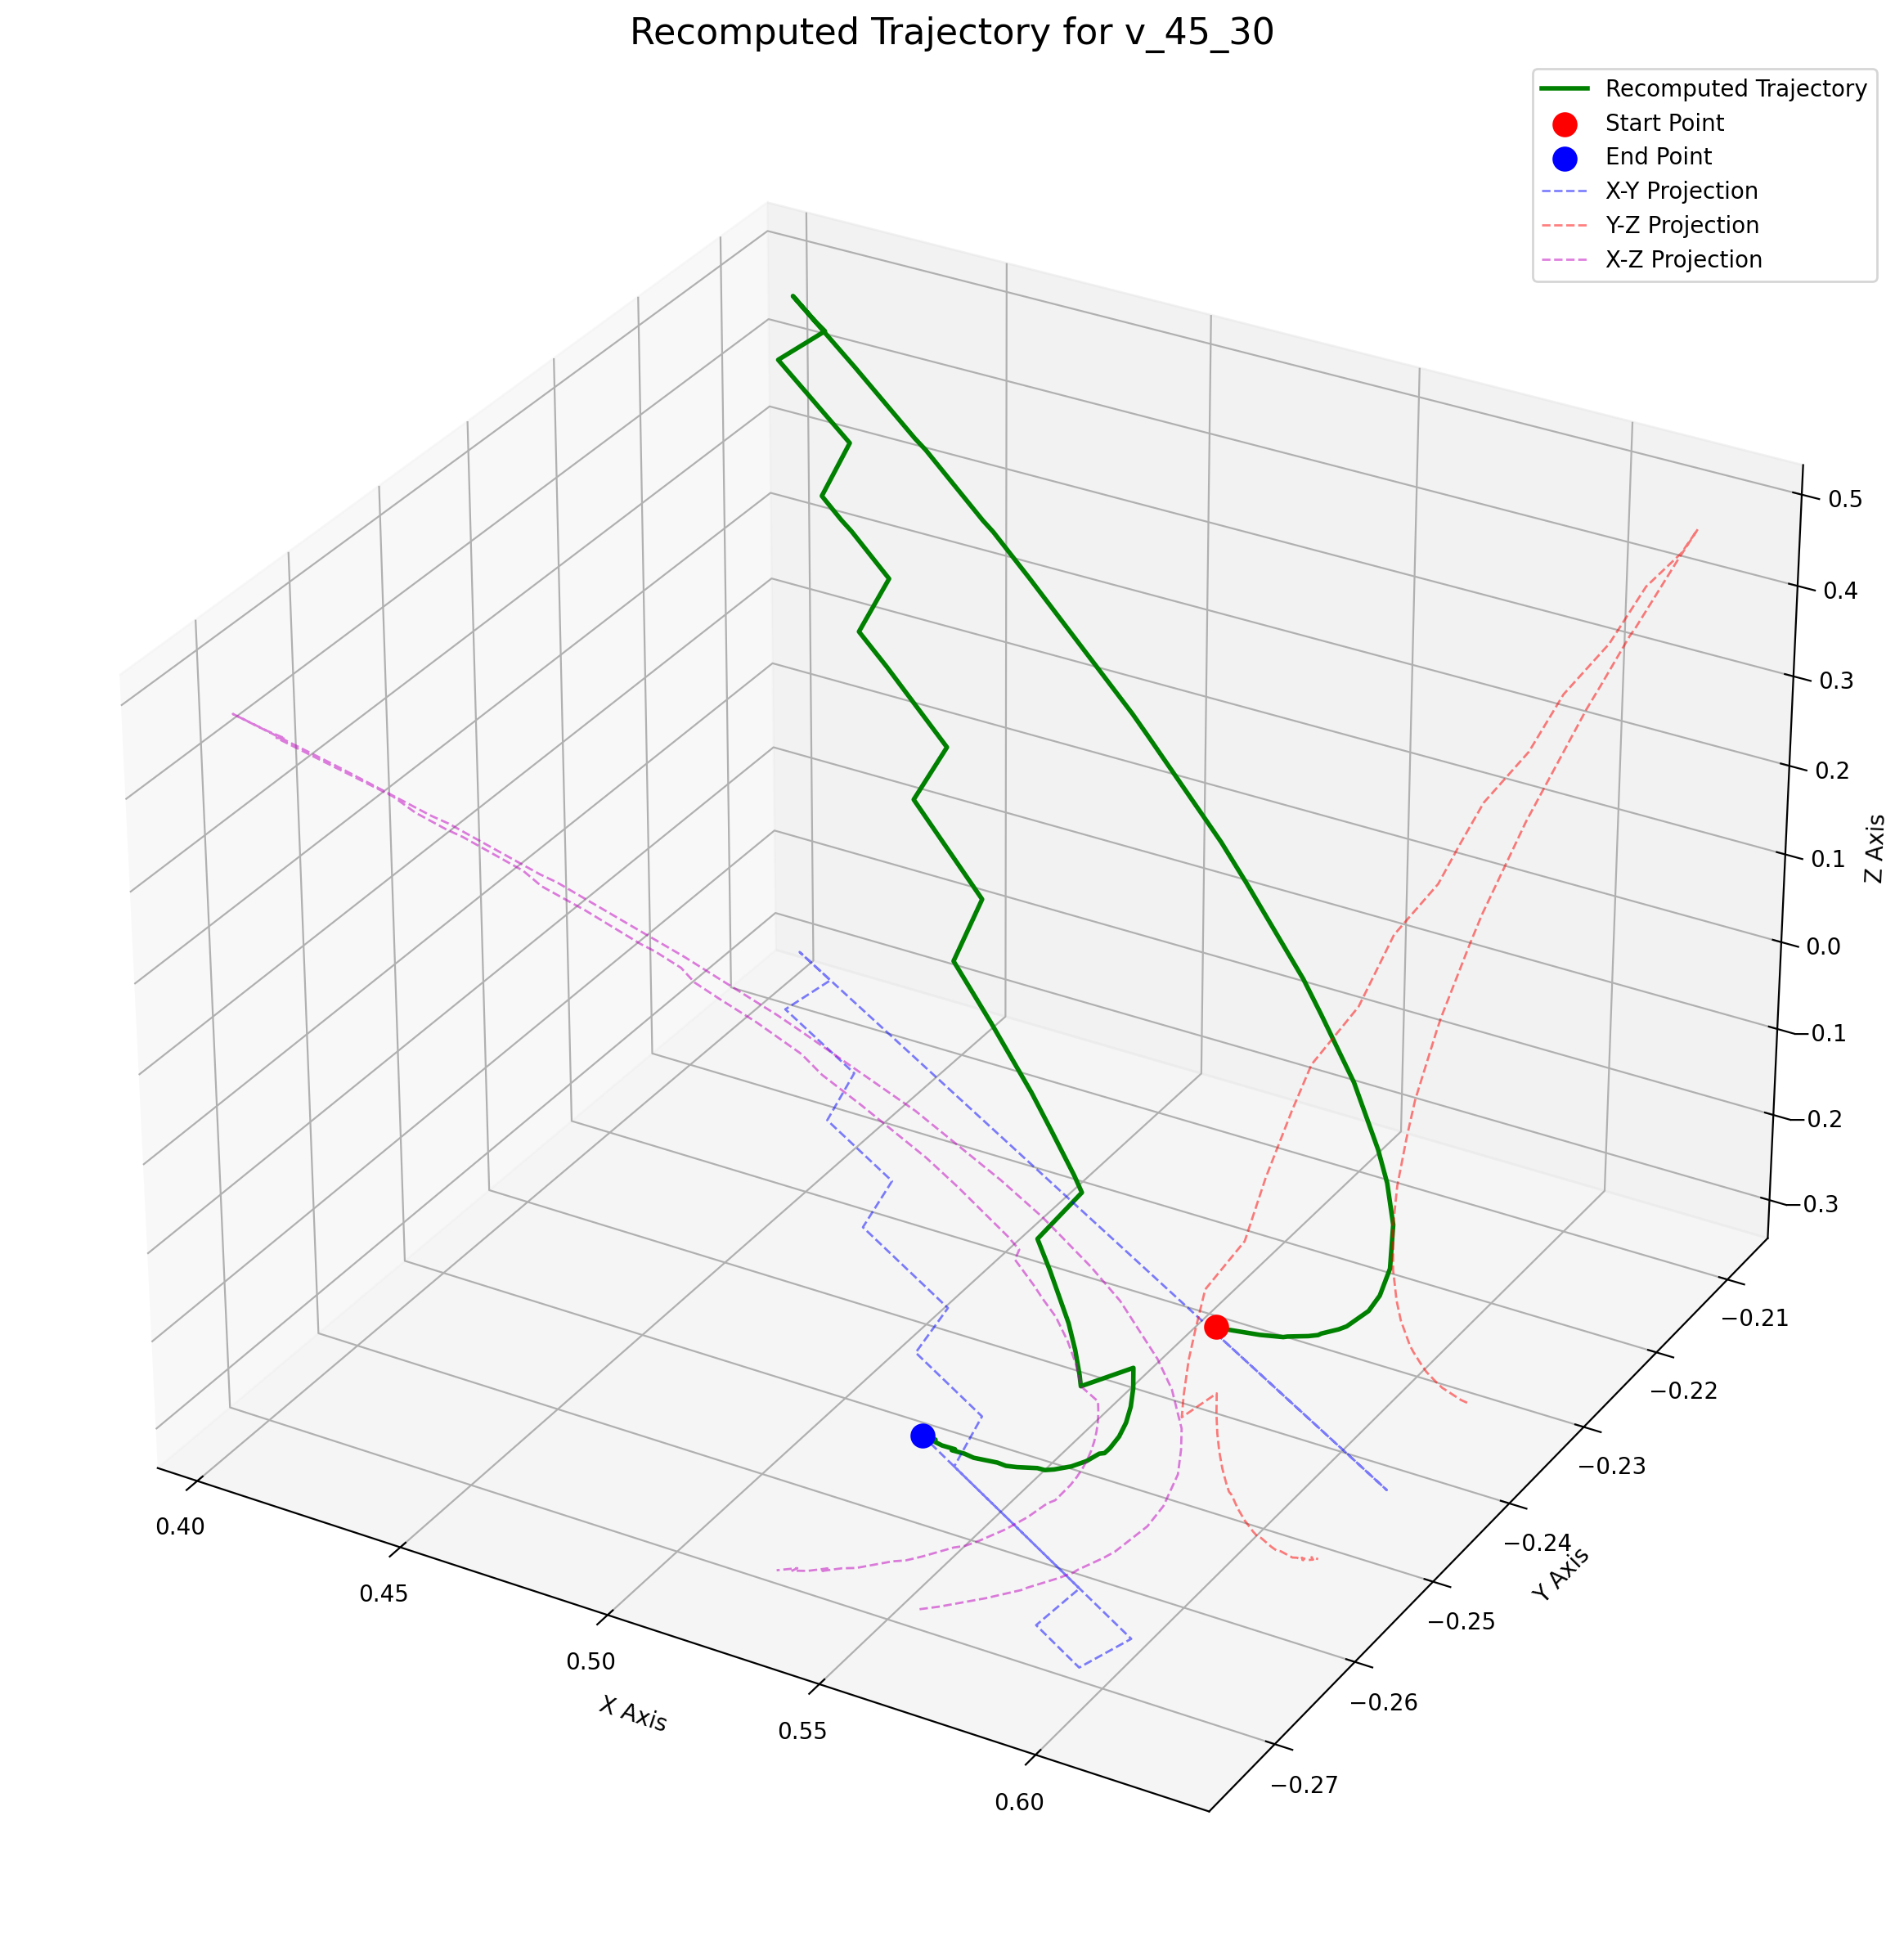 Recomputed Trajectory for v_45_30
Recomputed Trajectory
Start Point
End Point
X-Y Projection
Y-Z Projection
X-Z Projection
0.5
0.4
0.3
0.2
0.1
0.0
−0.1
−0.2
−0.3
Z Axis
−0.21
−0.22
−0.23
−0.24
−0.25
−0.26
−0.27
Y Axis
0.40
0.45
0.50
0.55
0.60
X Axis